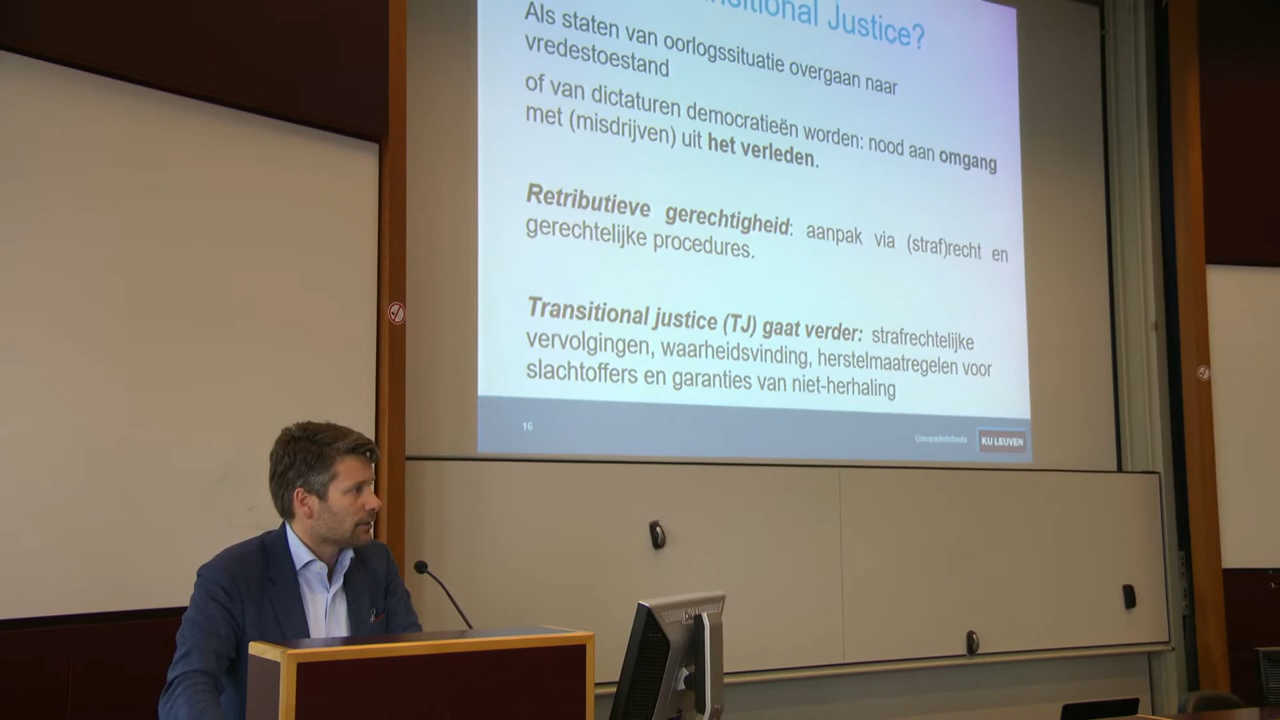 Justice?
Als staten van oorlogssituatie overgaan naar
vredestoestand
of van dictaturen democratieën worden: nood aan omgang
met (misdrijven) uit het verleden.
Retributieve gerechtigheid: aanpak via (straf)recht en
gerechtelijke procedures.
Transitional justice (TJ) gaat verder: strafrechtelijke
vervolgingen, waarheidsvinding, herstelmaatregelen voor
slachtoffers en garanties van niet-herhaling
16
KU LEUVEN